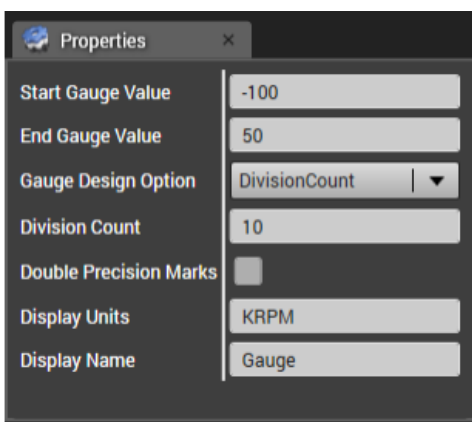 Properties ×
Start Gauge Value -100
End Gauge Value 50
Gauge Design Option DivisionCount
Division Count 10
Double Precision Marks
Display Units KRPM
Display Name Gauge